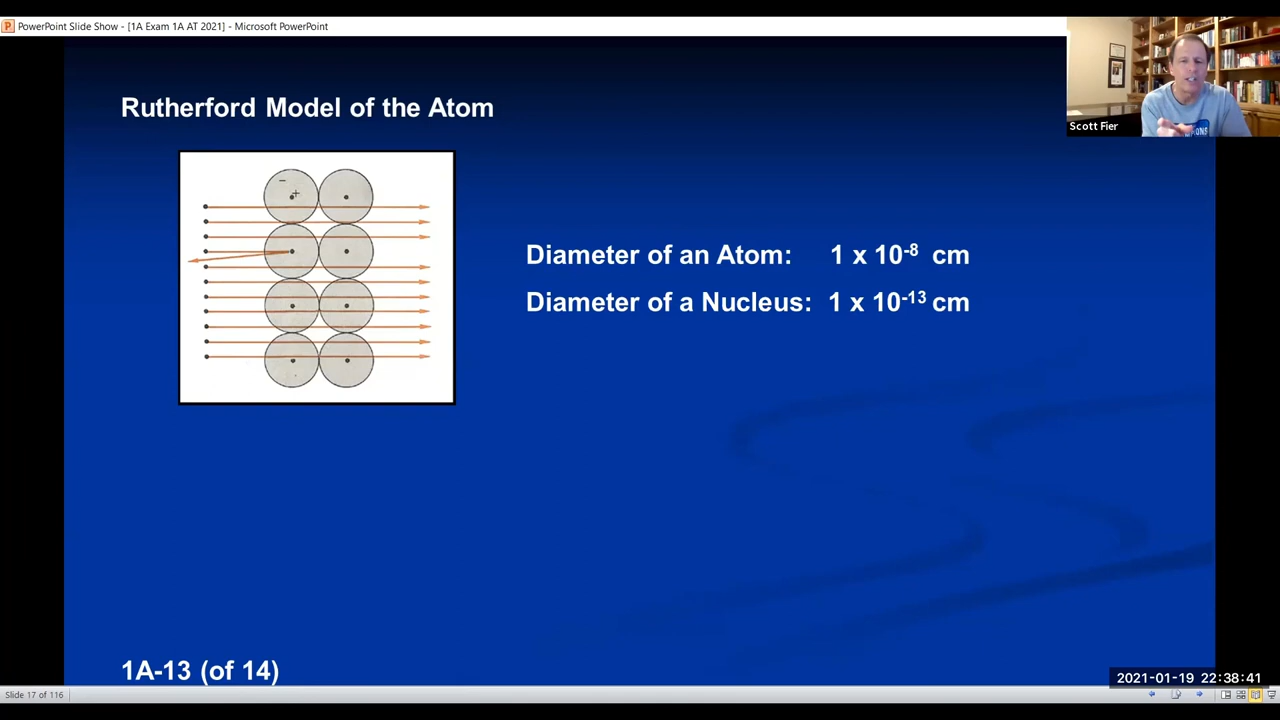 PowerPoint Slide Show - [1A Exam 1A AT 2021] - Microsoft PowerPoint
Rutherford Model of the Atom
Scott Fier
−
+
Diameter of an Atom: 1 x 10⁻⁸ cm
Diameter of a Nucleus: 1 x 10⁻¹³ cm
1A-13 (of 14)
2021-01-19 22:38:41
Slide 17 of 116